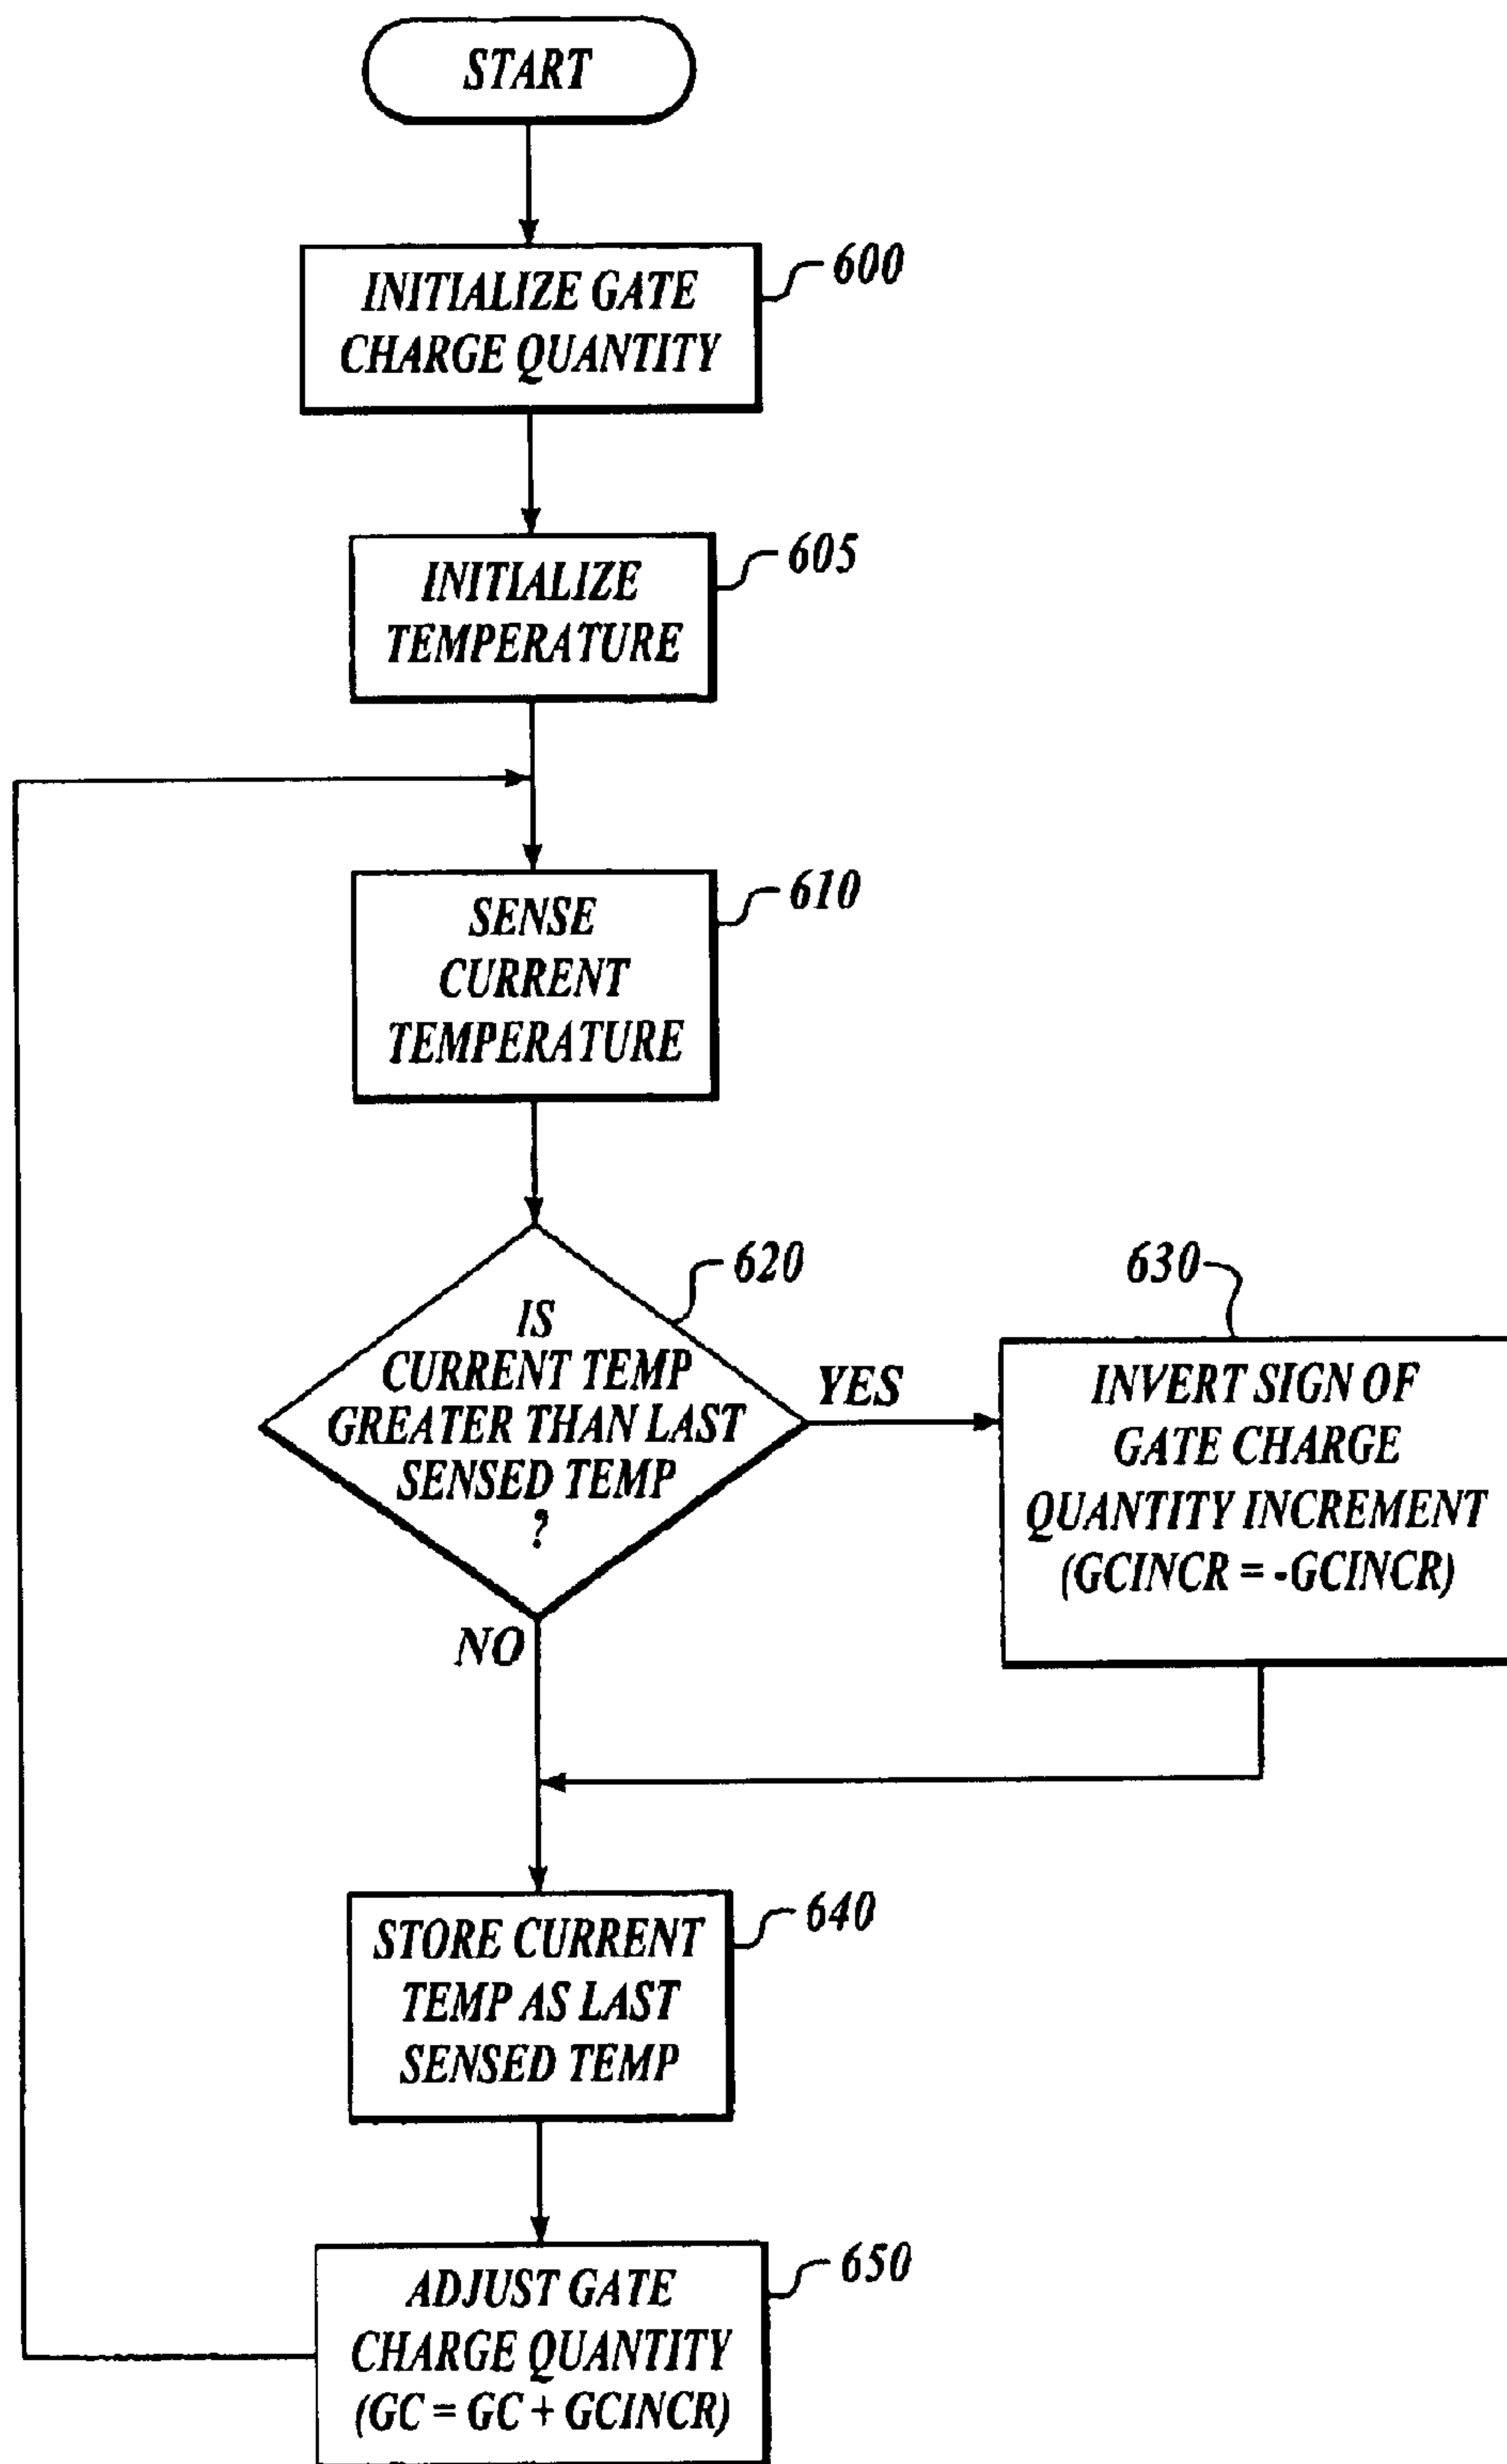 START
600
INITIALIZE GATE
CHARGE QUANTITY
605
INITIALIZE
TEMPERATURE
610
SENSE
CURRENT
TEMPERATURE
620
IS
CURRENT TEMP
GREATER THAN LAST
SENSED TEMP
?
YES
NO
630
INVERT SIGN OF
GATE CHARGE
QUANTITY INCREMENT
(GCINCR = -GCINCR)
640
STORE CURRENT
TEMP AS LAST
SENSED TEMP
650
ADJUST GATE
CHARGE QUANTITY
(GC = GC + GCINCR)